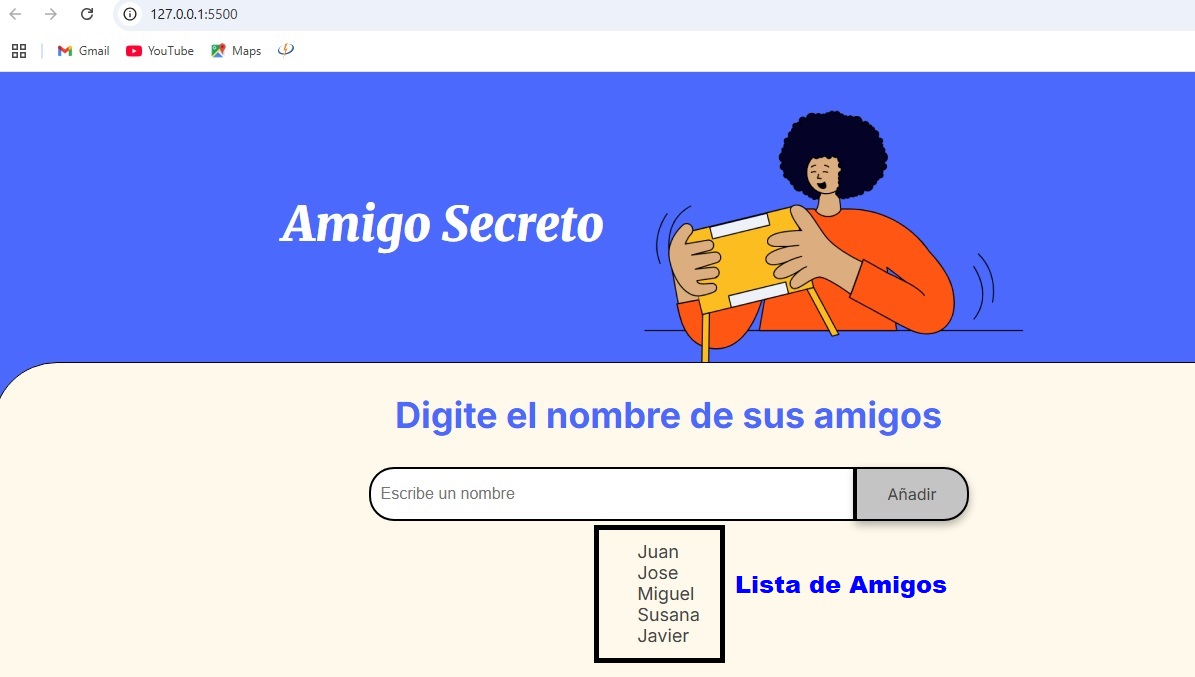 127.0.0.1:5500
Gmail YouTube Maps
Amigo Secreto
Digite el nombre de sus amigos
Escribe un nombre Añadir
Juan
Jose
Miguel
Susana
Javier
Lista de Amigos